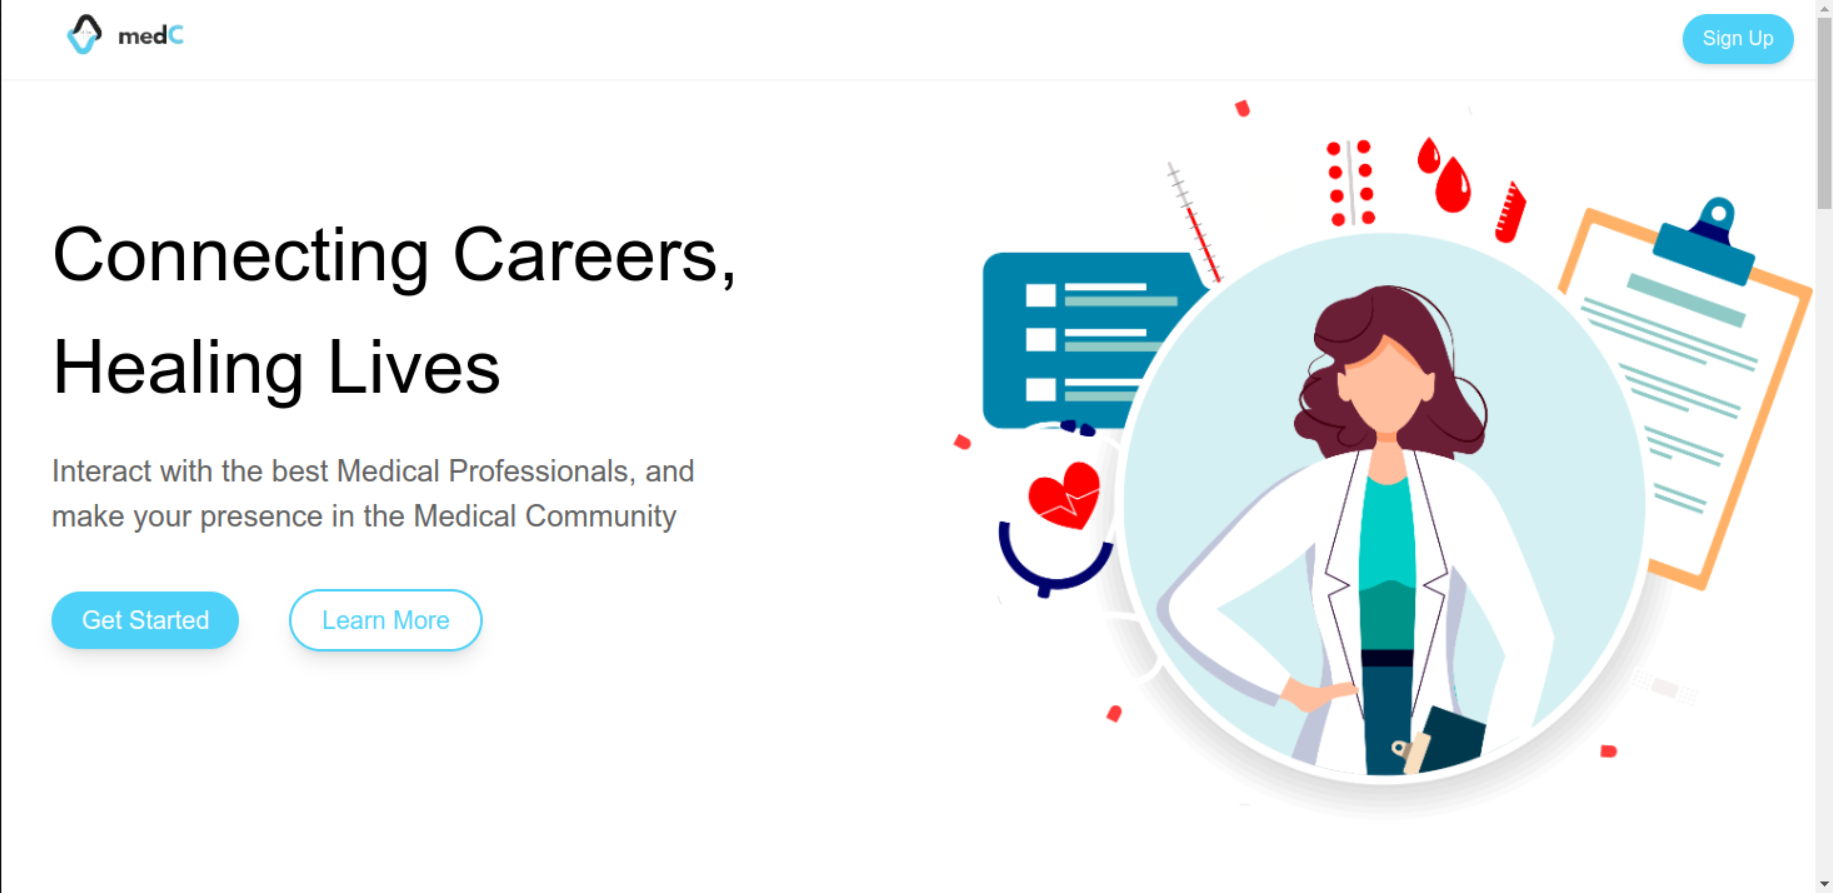 medC
Sign Up
Connecting Careers,
Healing Lives
Interact with the best Medical Professionals, and
make your presence in the Medical Community
Get Started
Learn More